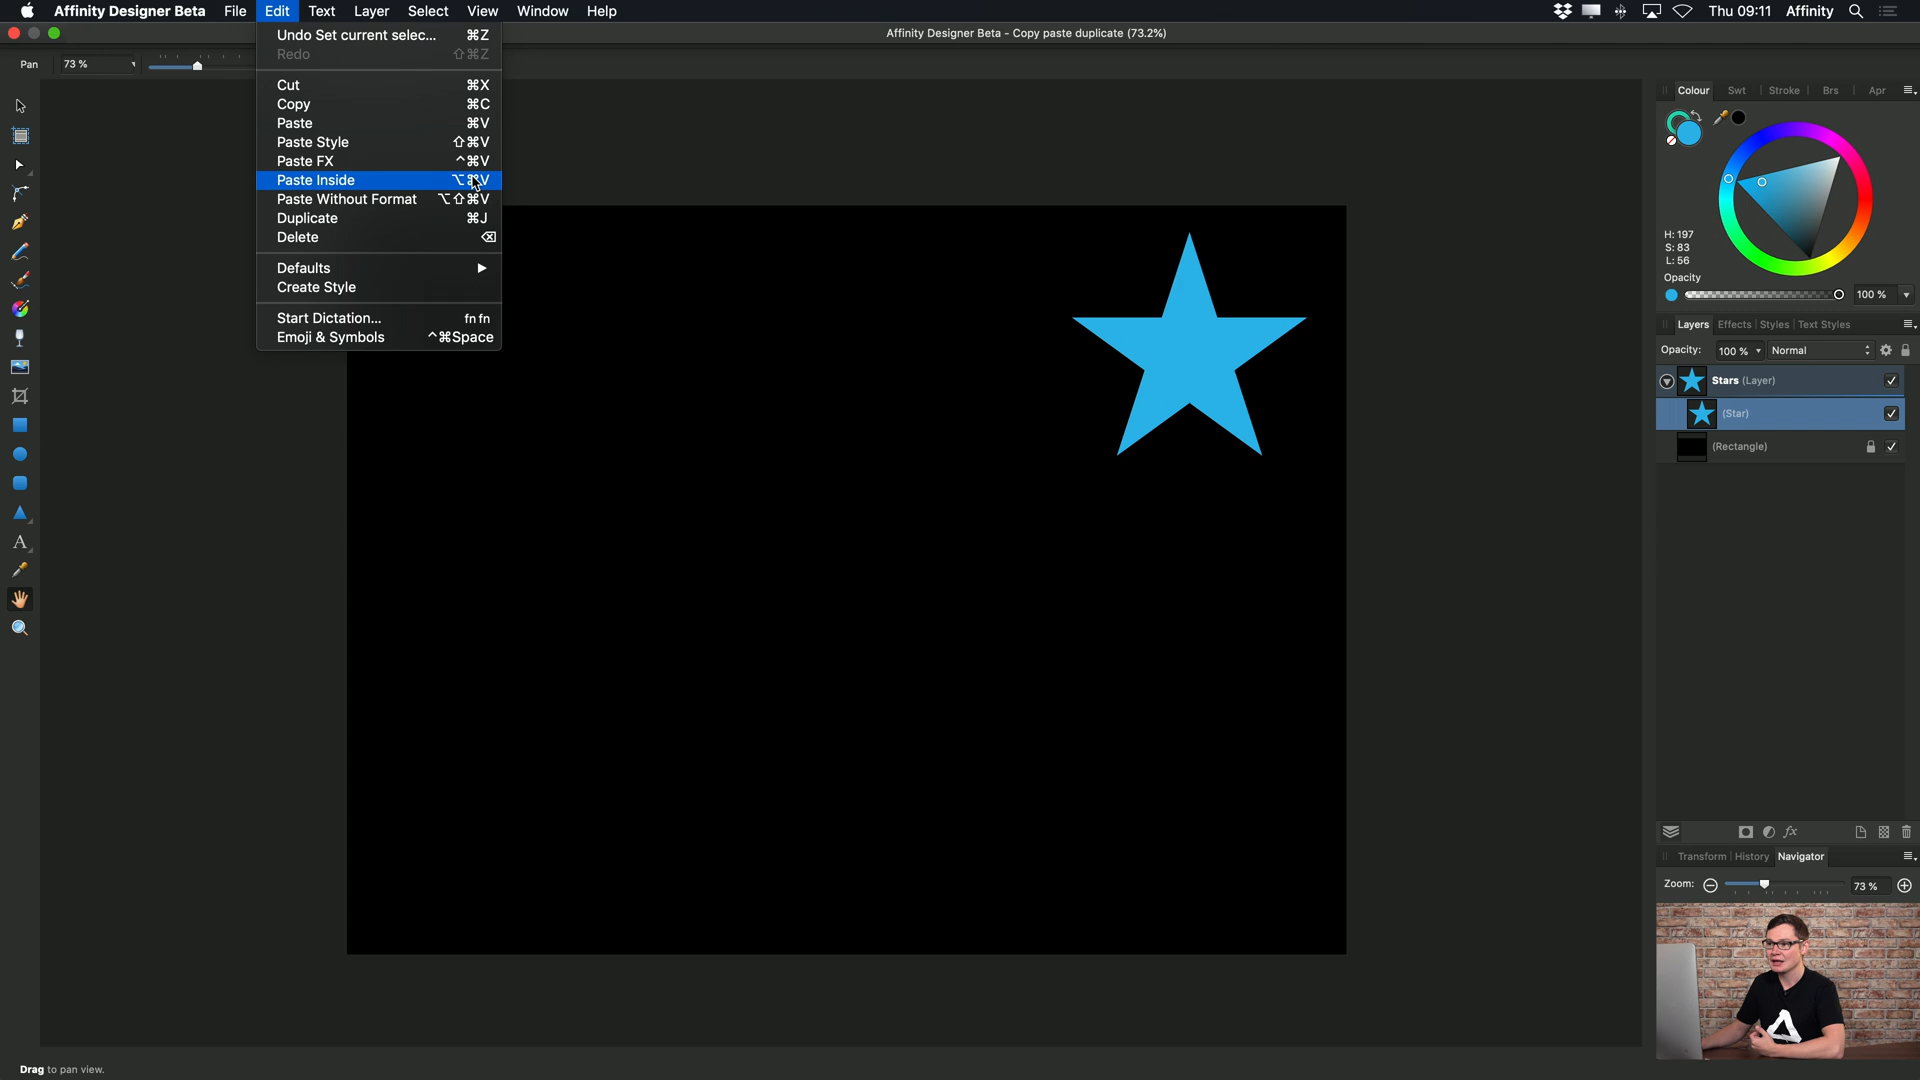 Affinity Designer Beta File Edit Text Layer Select View Window Help Thu 09:11 Affinity
Affinity Designer Beta - Copy paste duplicate (73.2%)
Pan 73 %
Undo Set current selec... ⌘Z
Redo ⇧⌘Z
Cut ⌘X
Copy ⌘C
Paste ⌘V
Paste Style ⇧⌘V
Paste FX ^⌘V
Paste Inside ⌥⌘V
Paste Without Format ⌥⇧⌘V
Duplicate ⌘J
Delete ⌫
Defaults ▶
Create Style
Start Dictation... fn fn
Emoji & Symbols ^⌘Space
Colour Swt Stroke Brs Apr
H: 197
S: 83
L: 56
Opacity
100 %
Layers Effects Styles Text Styles
Opacity: 100 % Normal
Stars (Layer)
(Star)
(Rectangle)
fx
Transform History Navigator
Zoom: 73 %
A
Drag to pan view.